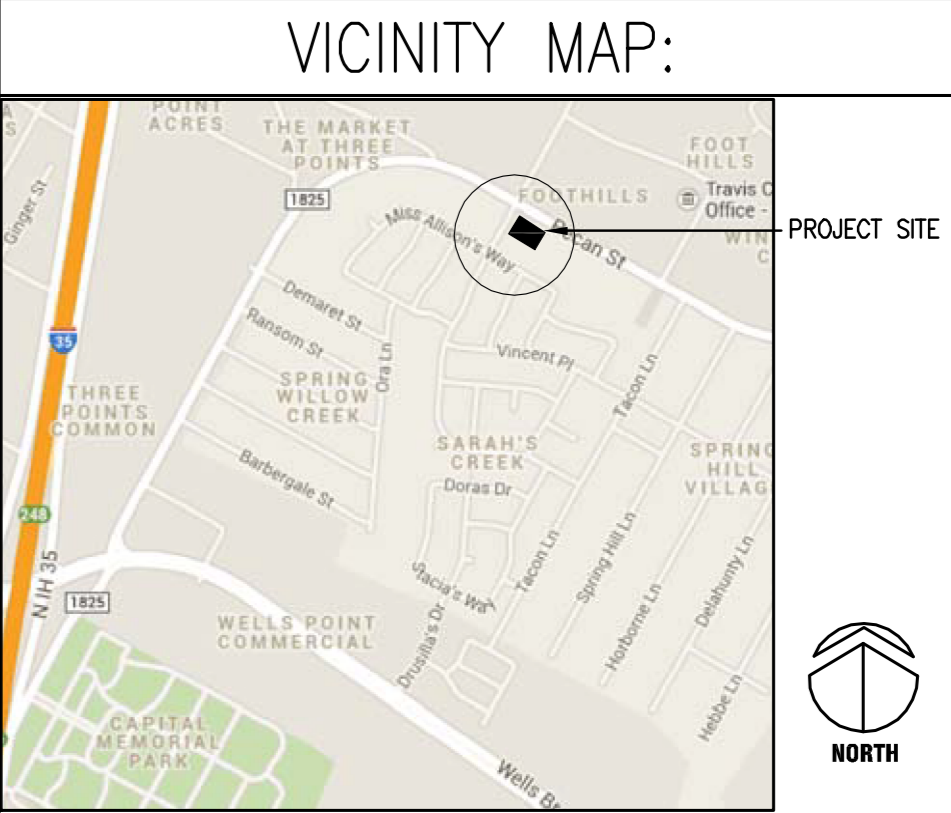 VICINITY MAP:
POINT
ACRES
A
S
THE MARKET
AT THREE
POINTS
FOOT
HILLS
Ginger St
1825
FOOTHILLS
Travis C
Office -
Miss Allison's Way
Pecan St
WIN
C
PROJECT SITE
Demaret St
Ransom St
35
Ora Ln
Vincent Pl
Tacon Ln
SPRING
WILLOW
CREEK
THREE
POINTS
COMMON
SARAH'S
CREEK
SPRING
HILL
VILLAG
Barbergale St
Doras Dr
248
N IH 35
Tacon Ln
Spring Hill Ln
Delahunty Ln
Stacia's Way
1825
Hotborne Ln
WELLS POINT
COMMERCIAL
Drusilla's Dr
Hebbe Ln
CAPITAL
MEMORIAL
PARK
NORTH
Wells Br